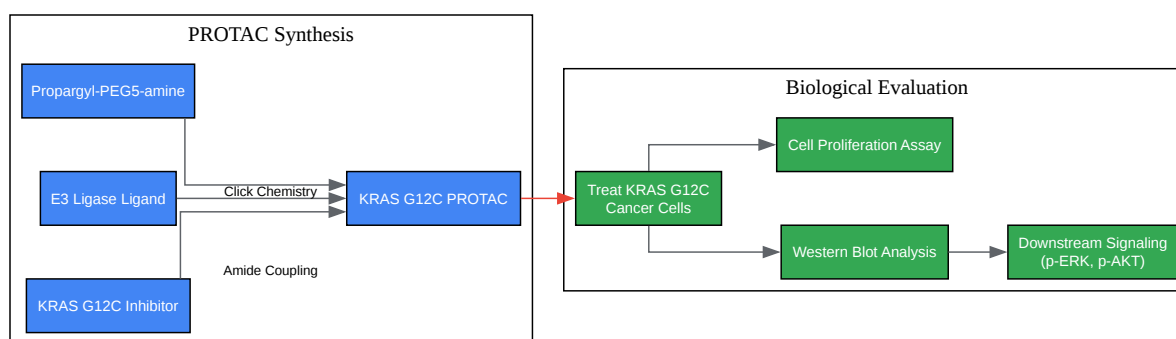 PROTAC Synthesis
Propargyl-PEG5-amine
E3 Ligase Ligand
Click Chemistry
KRAS G12C PROTAC
Amide Coupling
KRAS G12C Inhibitor
Biological Evaluation
Cell Proliferation Assay
Treat KRAS G12C
Cancer Cells
Western Blot Analysis
Downstream Signaling
(p-ERK, p-AKT)